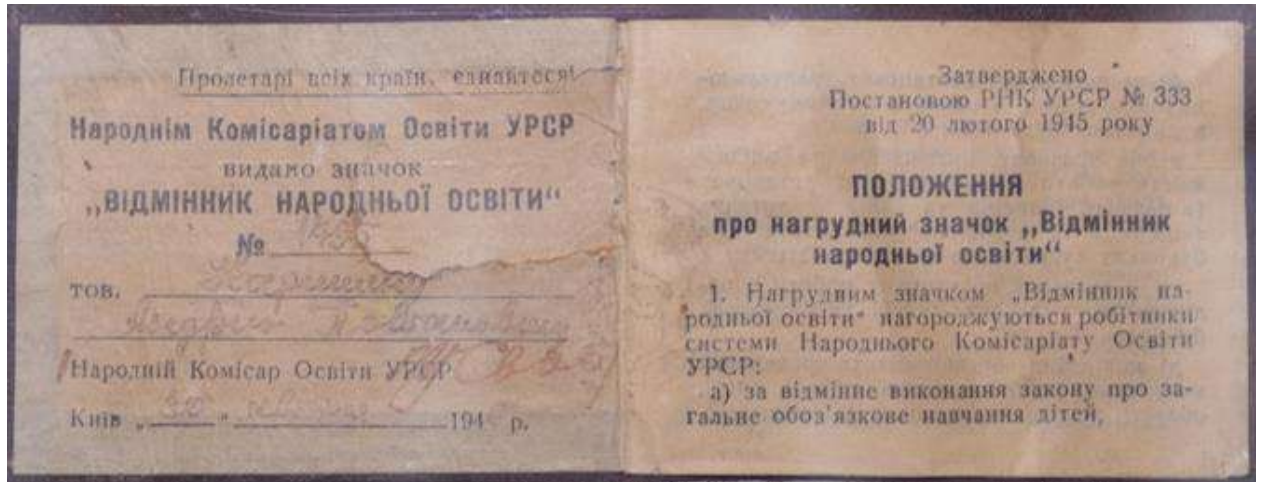 Пролетарі всіх країн, єднайтеся!
Народнім Комісаріатом Освіти УРСР
видано значок
„ВІДМІННИК НАРОДНЬОЇ ОСВІТИ“
№
тов.
Народній Комісар Освіти УРСР
Київ „30“ 194 р.
Затверджено
Постановою РНК УРСР № 333
від 20 лютого 1945 року
ПОЛОЖЕННЯ
про нагрудний значок „Відмінник
народньої освіти“
1. Нагрудним значком „Відмінник на-
родньої освіти“ нагороджуються робітники
системи Народнього Комісаріату Освіти
УРСР:
а) за відмінне виконання закону про за-
гальне обов'язкове навчання дітей,